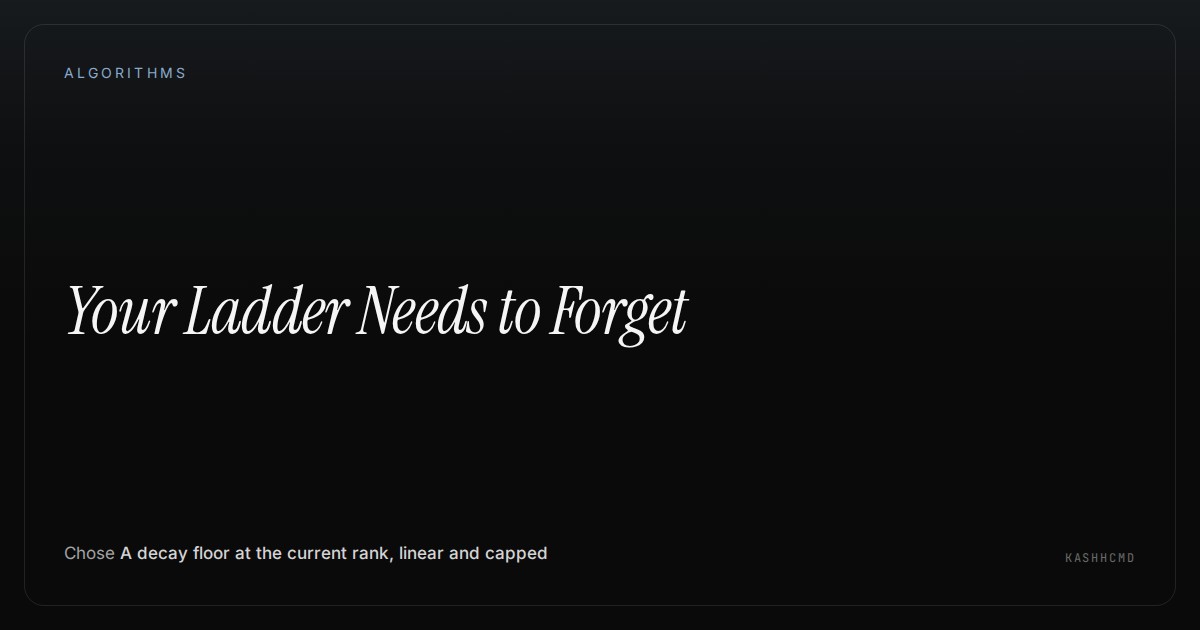 ALGORITHMS
Your Ladder Needs to Forget
Chose A decay floor at the current rank, linear and capped
KASHHCMD